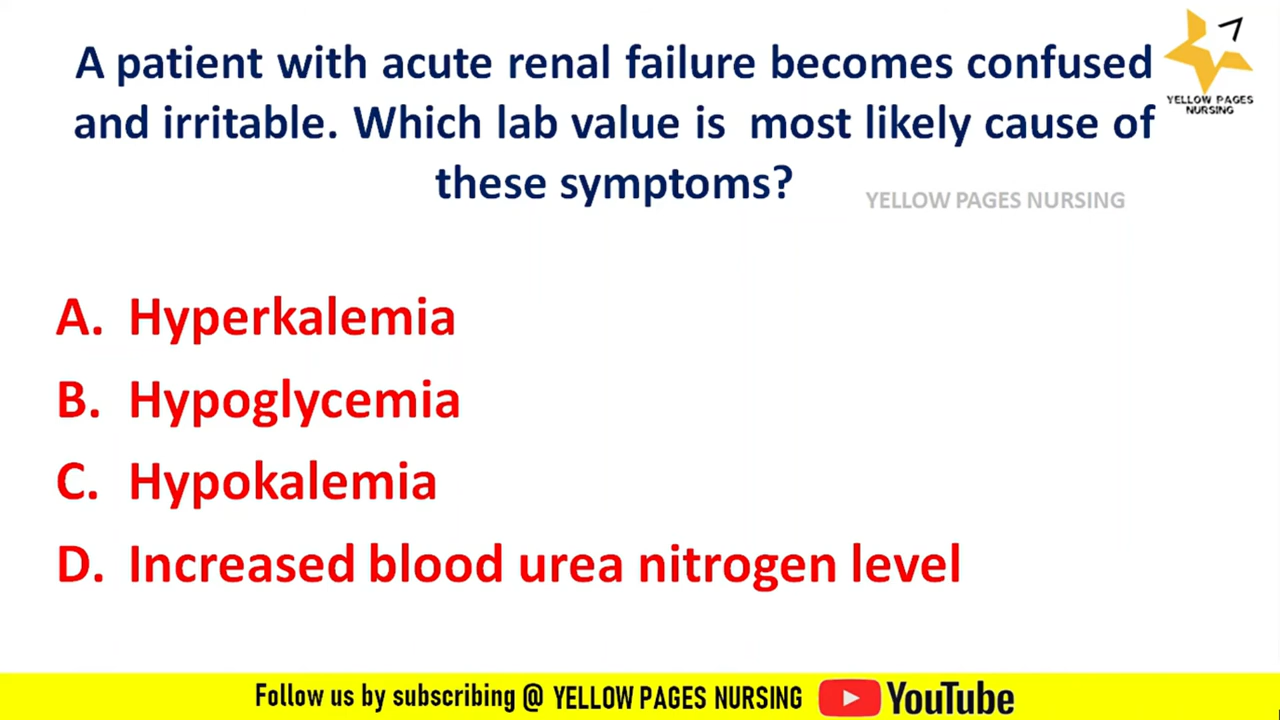 A patient with acute renal failure becomes confused
and irritable. Which lab value is most likely cause of
these symptoms?
YELLOW PAGES
NURSING
YELLOW PAGES NURSING
A. Hyperkalemia
B. Hypoglycemia
C. Hypokalemia
D. Increased blood urea nitrogen level
Follow us by subscribing @ YELLOW PAGES NURSING YouTube